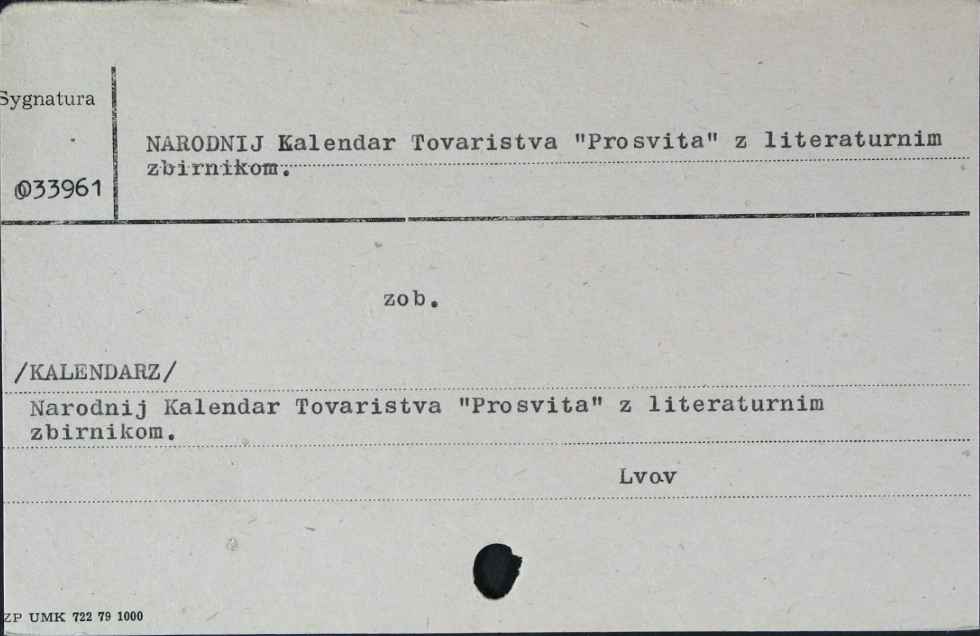 Sygnatura
NARODNIJ Kalendar Tovaristva "Prosvita" z literaturnim
zbirnikom.
033961
zob.
/KALENDARZ/
Narodnij Kalendar Tovaristva "Prosvita" z literaturnim
zbirnikom.
Lvov
ZP UMK 722 79 1000